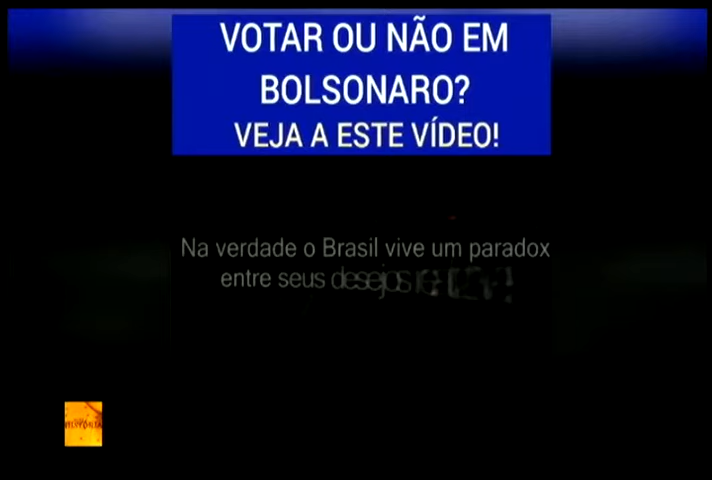 VOTAR OU NÃO EM
BOLSONARO?
VEJA A ESTE VÍDEO!
Na verdade o Brasil vive um paradox
entre seus desejos